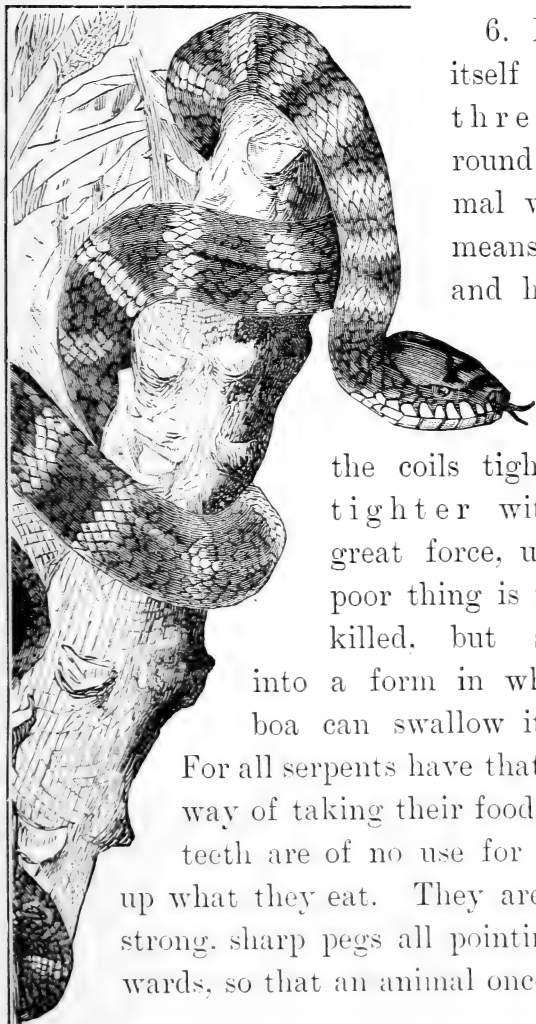 6.
itself
thre
round
mal
means
and h
the coils tigh
tighter wit
great force, u
poor thing is
killed, but
into a form in wh
boa can swallow it
For all serpents have that
way of taking their food
teeth are of no use for
up what they eat. They are
strong. sharp pegs all pointin
wards, so that an animal onc